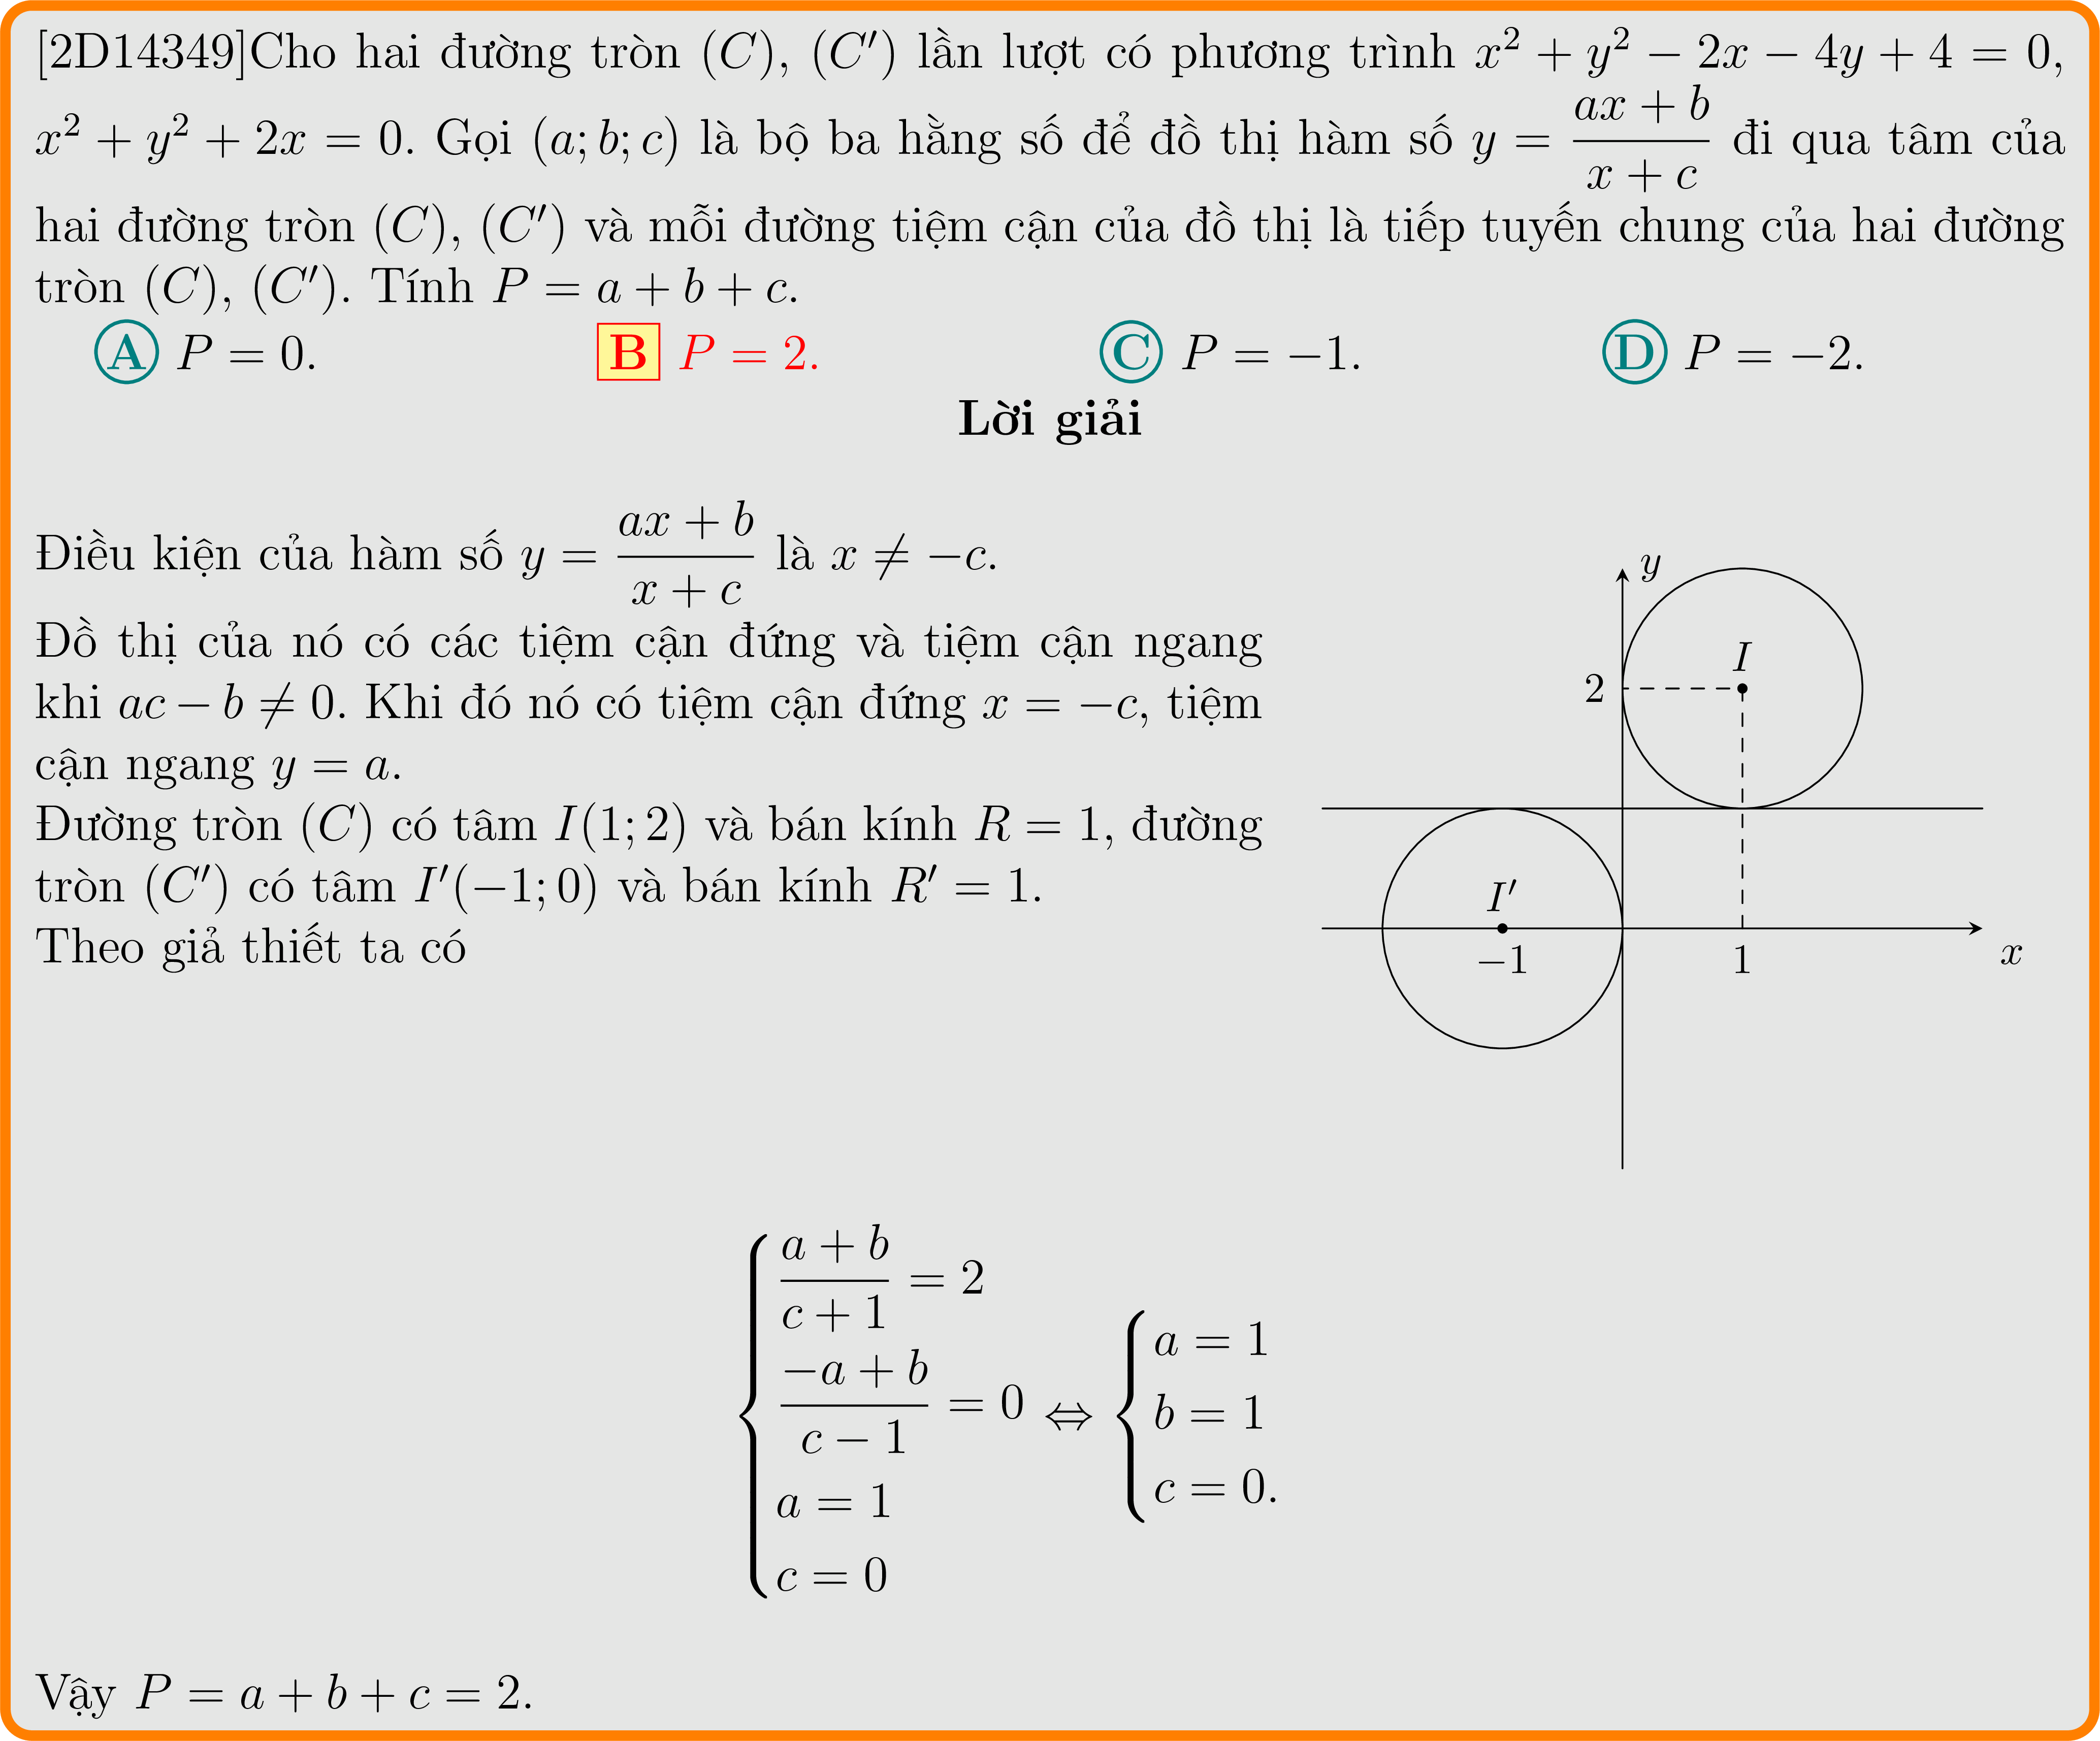 [2D14349]Cho hai đường tròn (C), (C′) lần lượt có phương trình x² + y² − 2x − 4y + 4 = 0,
x² + y² + 2x = 0. Gọi (a; b; c) là bộ ba hằng số để đồ thị hàm số y = \frac{ax + b}{x + c} đi qua tâm của
hai đường tròn (C), (C′) và mỗi đường tiệm cận của đồ thị là tiếp tuyến chung của hai đường
tròn (C), (C′). Tính P = a + b + c.
A P = 0. B P = 2. C P = −1. D P = −2.
Lời giải
Điều kiện của hàm số y = \frac{ax + b}{x + c} là x ≠ −c.
Đồ thị của nó có các tiệm cận đứng và tiệm cận ngang
khi ac − b ≠ 0. Khi đó nó có tiệm cận đứng x = −c, tiệm
cận ngang y = a.
Đường tròn (C) có tâm I(1; 2) và bán kính R = 1, đường
tròn (C′) có tâm I′(−1; 0) và bán kính R′ = 1.
Theo giả thiết ta có
y
I
2
I′
−1
1
x
\begin{cases} \frac{a + b}{c + 1} = 2 \\ \frac{−a + b}{c − 1} = 0 \\ a = 1 \\ c = 0 \end{cases} ⇔ \begin{cases} a = 1 \\ b = 1 \\ c = 0. \end{cases}
Vậy P = a + b + c = 2.